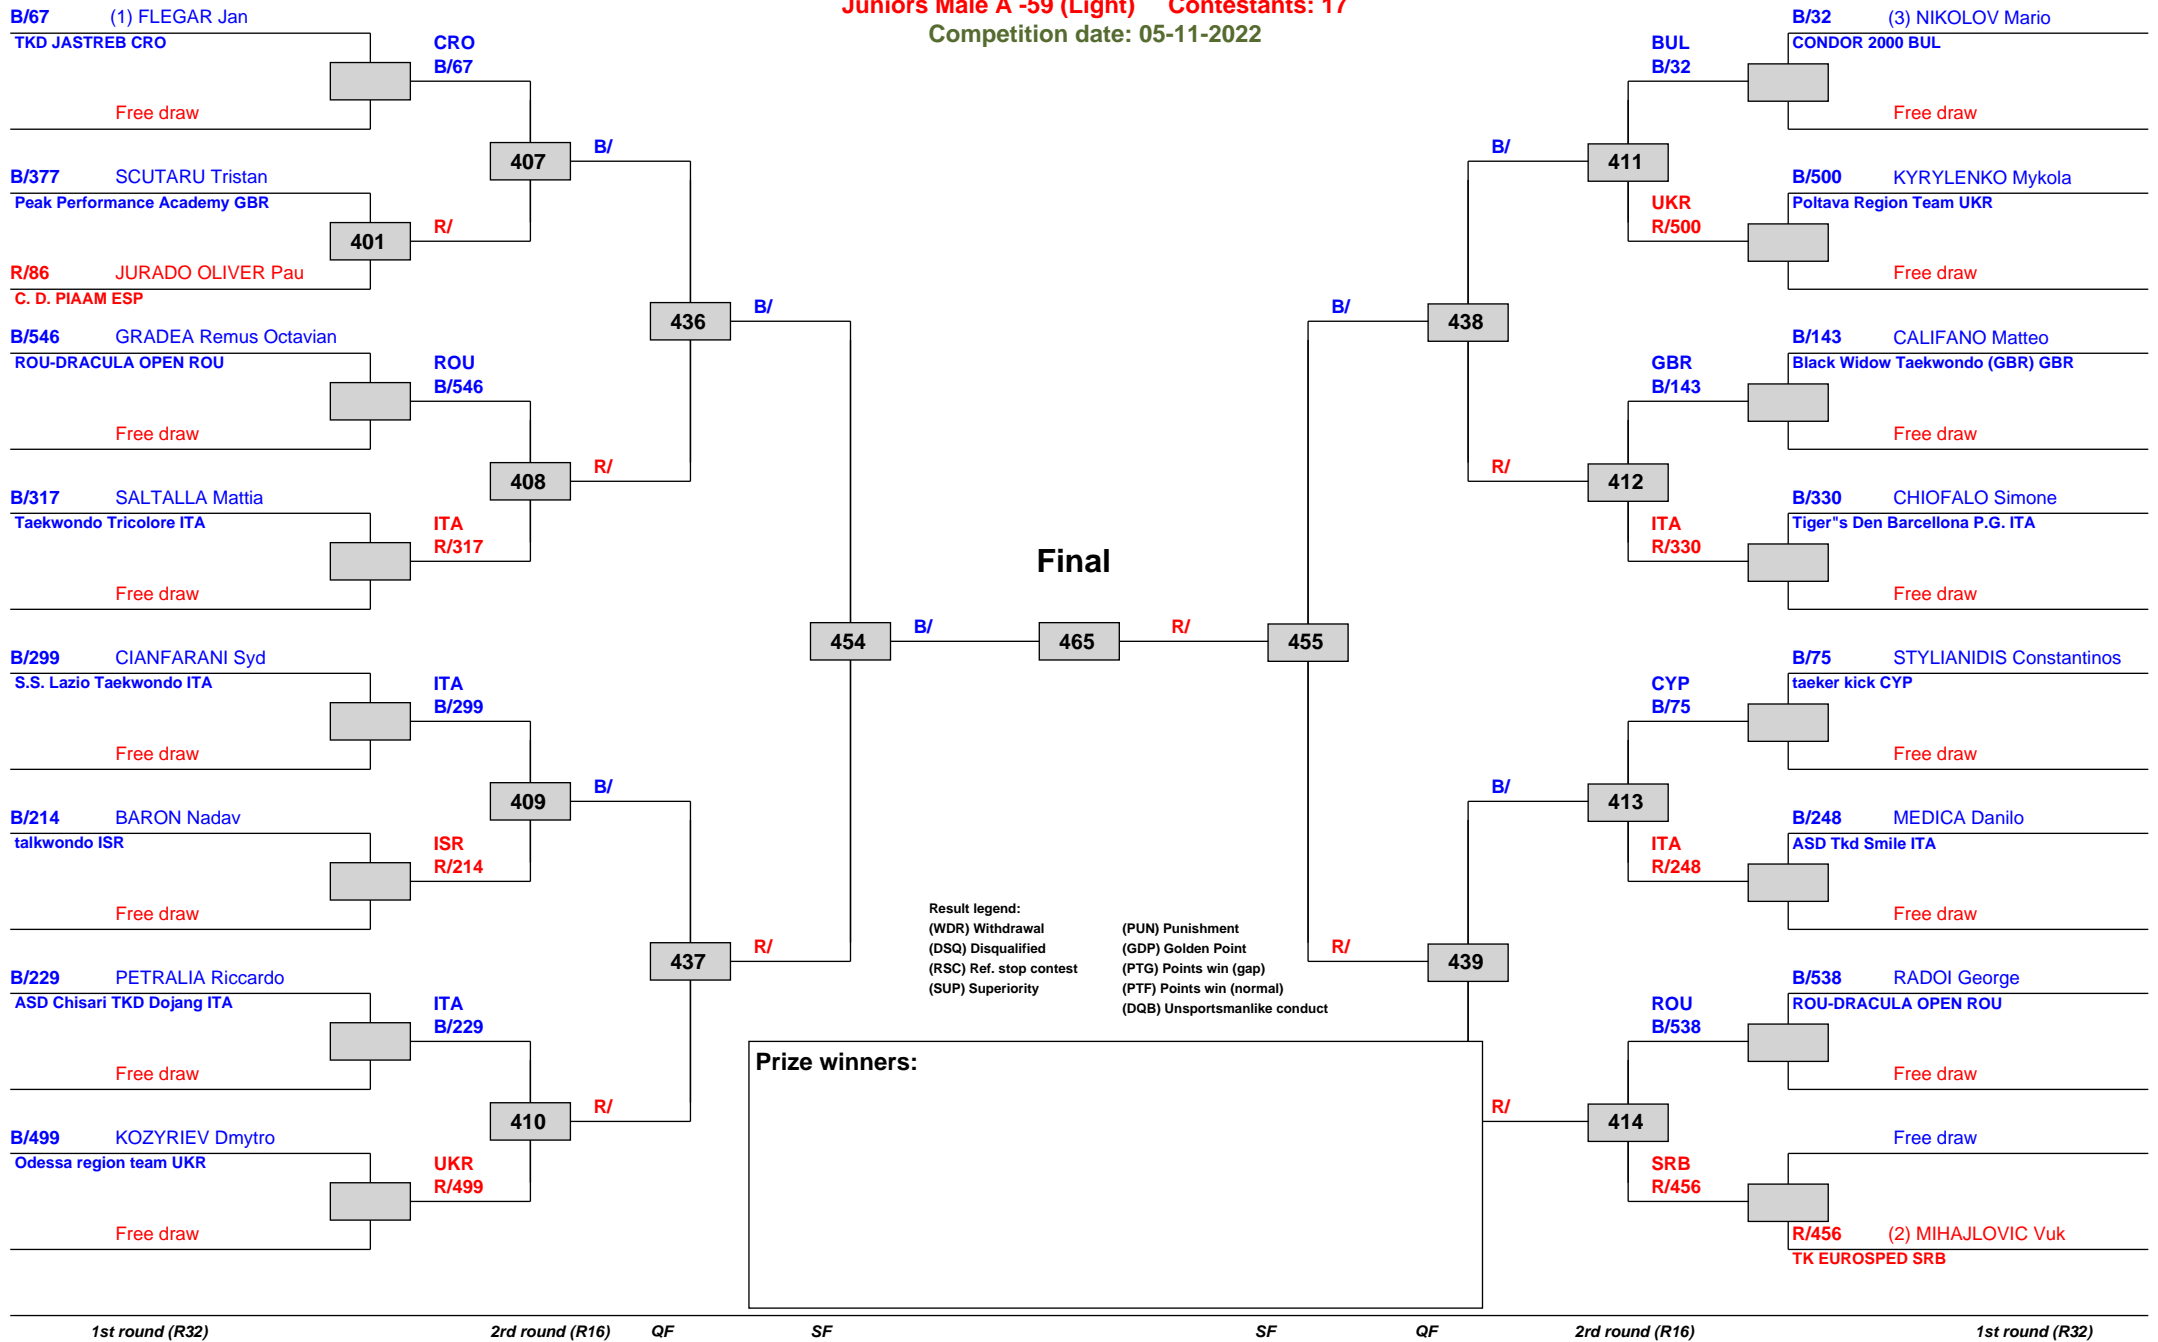 Juniors Male A -59 (Light) Contestants: 17
Competition date: 05-11-2022
B/67 (1) FLEGAR Jan
TKD JASTREB CRO
Free draw
CRO
B/67
B/377 SCUTARU Tristan
Peak Performance Academy GBR
401
R/
R/86 JURADO OLIVER Pau
C. D. PIAAM ESP
407
B/
B/546 GRADEA Remus Octavian
ROU-DRACULA OPEN ROU
Free draw
ROU
B/546
B/317 SALTALLA Mattia
Taekwondo Tricolore ITA
Free draw
ITA
R/317
408
R/
436
B/
B/299 CIANFARANI Syd
S.S. Lazio Taekwondo ITA
Free draw
ITA
B/299
B/214 BARON Nadav
talkwondo ISR
Free draw
ISR
R/214
409
B/
B/229 PETRALIA Riccardo
ASD Chisari TKD Dojang ITA
Free draw
ITA
B/229
B/499 KOZYRIEV Dmytro
Odessa region team UKR
Free draw
UKR
R/499
410
R/
437
R/
454
B/
Final
465
R/
455
B/32 (3) NIKOLOV Mario
CONDOR 2000 BUL
Free draw
BUL
B/32
B/500 KYRYLENKO Mykola
Poltava Region Team UKR
Free draw
UKR
R/500
411
B/
B/143 CALIFANO Matteo
Black Widow Taekwondo (GBR) GBR
Free draw
GBR
B/143
B/330 CHIOFALO Simone
Tiger"s Den Barcellona P.G. ITA
Free draw
ITA
R/330
412
R/
438
B/
B/75 STYLIANIDIS Constantinos
taeker kick CYP
Free draw
CYP
B/75
B/248 MEDICA Danilo
ASD Tkd Smile ITA
Free draw
ITA
R/248
413
B/
B/538 RADOI George
ROU-DRACULA OPEN ROU
Free draw
ROU
B/538
Free draw
R/456 (2) MIHAJLOVIC Vuk
TK EUROSPED SRB
SRB
R/456
414
R/
439
R/
Result legend:
(WDR) Withdrawal (PUN) Punishment
(DSQ) Disqualified (GDP) Golden Point
(RSC) Ref. stop contest (PTG) Points win (gap)
(SUP) Superiority (PTF) Points win (normal)
(DQB) Unsportsmanlike conduct
Prize winners:
1st round (R32) 2rd round (R16) QF SF SF QF 2rd round (R16) 1st round (R32)